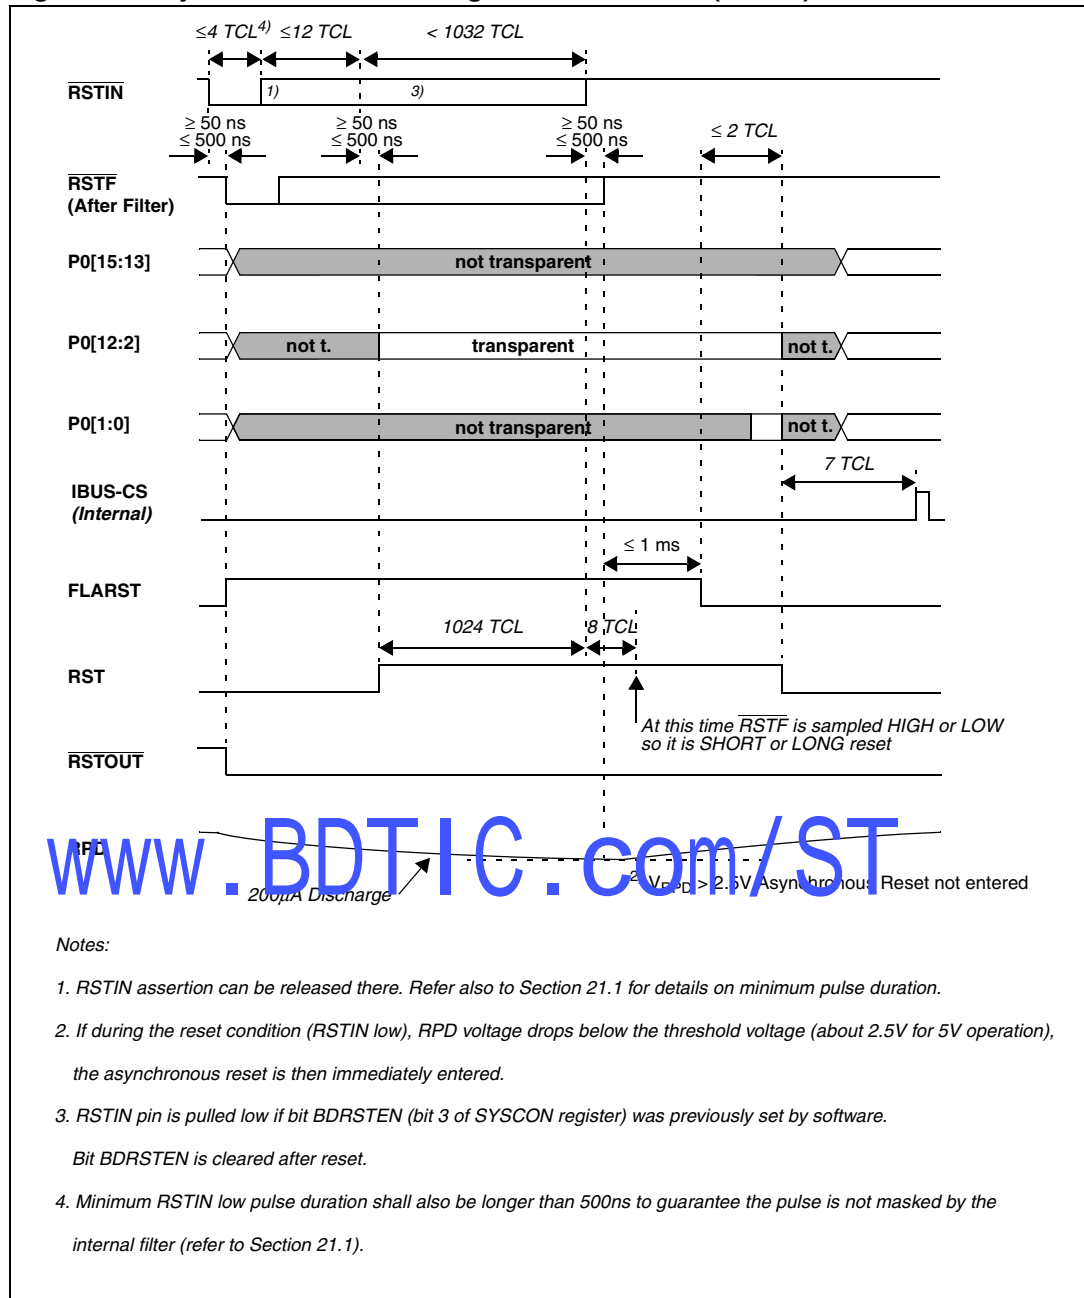 ≤4 TCL4) ≤12 TCL < 1032 TCL
RSTIN
1) 3)
≥ 50 ns ≥ 50 ns ≥ 50 ns
≤ 500 ns ≤ 500 ns ≤ 500 ns
≤ 2 TCL
RSTF
(After Filter)
P0[15:13] not transparent
P0[12:2] not t. transparent not t.
P0[1:0] not transparent not t.
7 TCL
IBUS-CS
(Internal)
≤ 1 ms
FLARST
1024 TCL 8 TCL
RST
At this time RSTF is sampled HIGH or LOW
so it is SHORT or LONG reset
RSTOUT
www.BDTIC.com/ST
RPD
200μA Discharge
2) VRPD > 2.5V Asynchronous Reset not entered
Notes:
1. RSTIN assertion can be released there. Refer also to Section 21.1 for details on minimum pulse duration.
2. If during the reset condition (RSTIN low), RPD voltage drops below the threshold voltage (about 2.5V for 5V operation),
the asynchronous reset is then immediately entered.
3. RSTIN pin is pulled low if bit BDRSTEN (bit 3 of SYSCON register) was previously set by software.
Bit BDRSTEN is cleared after reset.
4. Minimum RSTIN low pulse duration shall also be longer than 500ns to guarantee the pulse is not masked by the
internal filter (refer to Section 21.1).